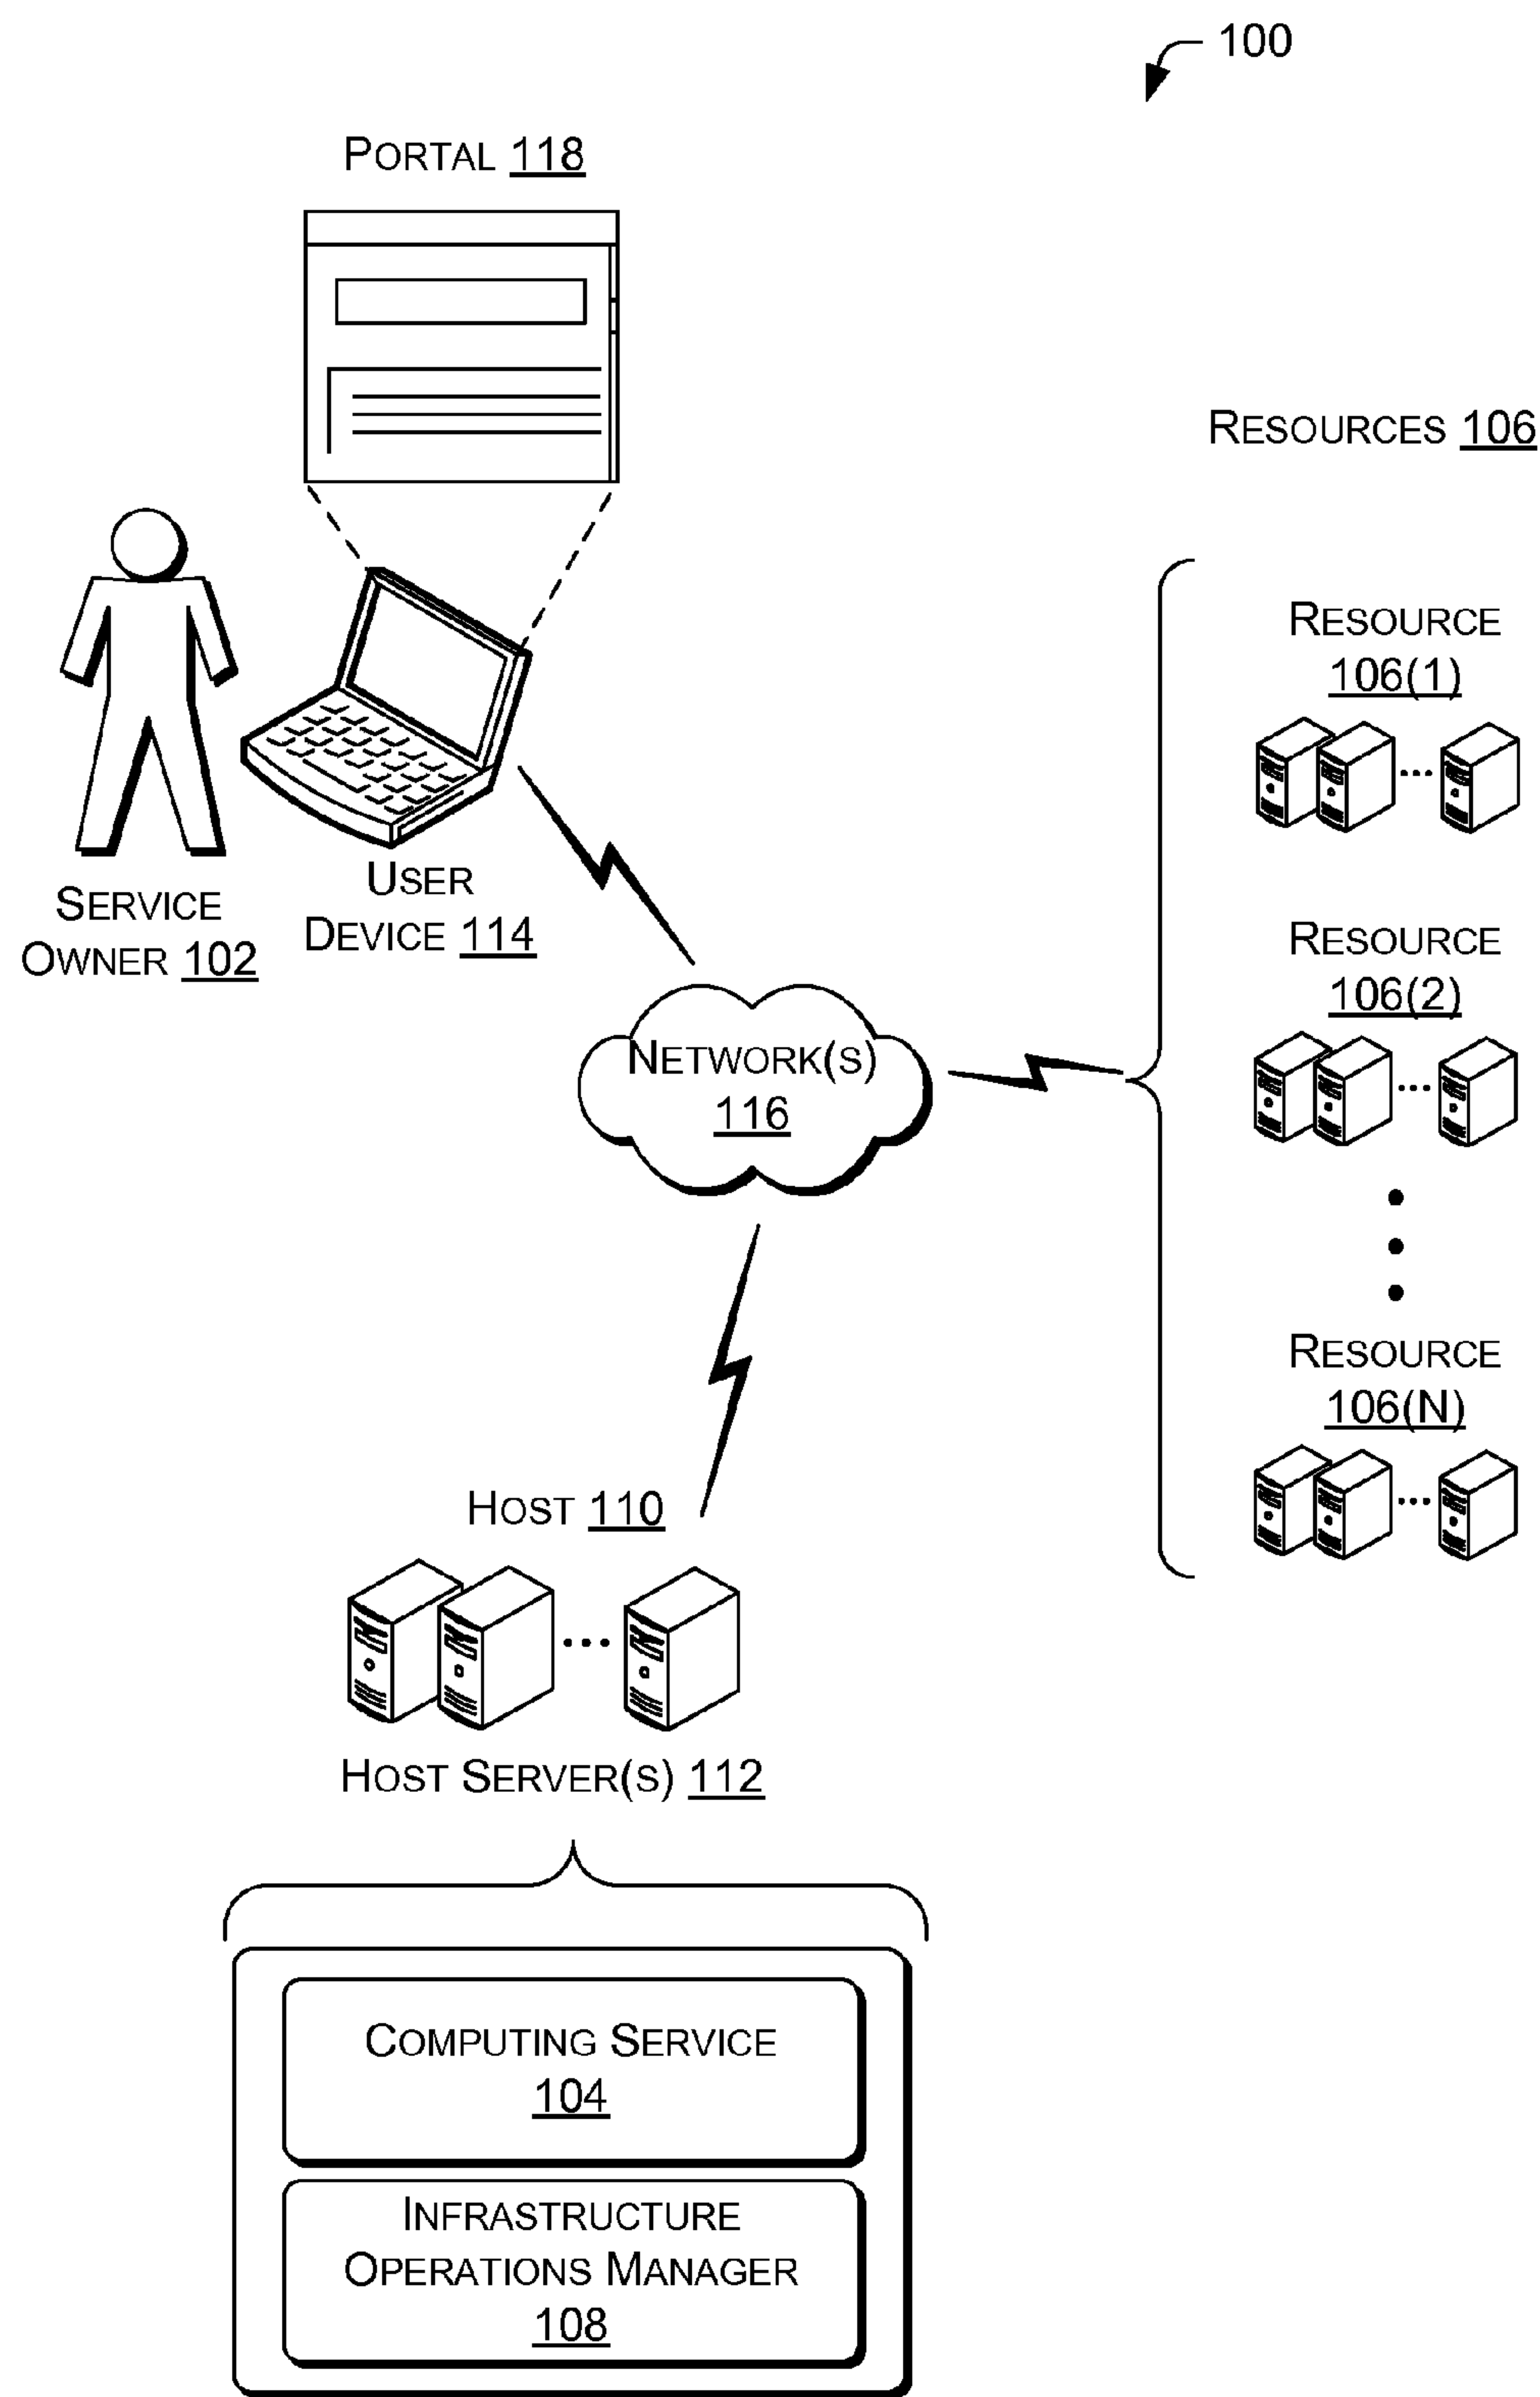 100
PORTAL 118
RESOURCES 106
RESOURCE
106(1)
SERVICE
OWNER 102
USER
DEVICE 114
RESOURCE
106(2)
NETWORK(S)
116
RESOURCE
106(N)
HOST 110
HOST SERVER(S) 112
COMPUTING SERVICE
104
INFRASTRUCTURE
OPERATIONS MANAGER
108